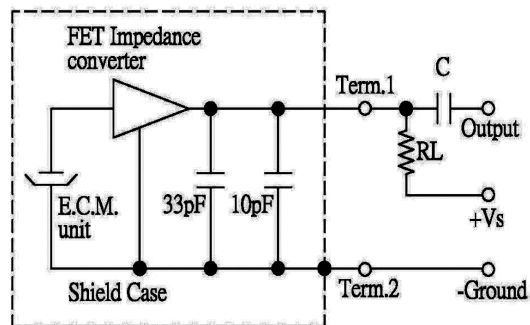 FET Impedance
converter
Term.1
C
Output
RL
+Vs
E.C.M.
unit
33pF
10pF
Shield Case
Term.2
-Ground